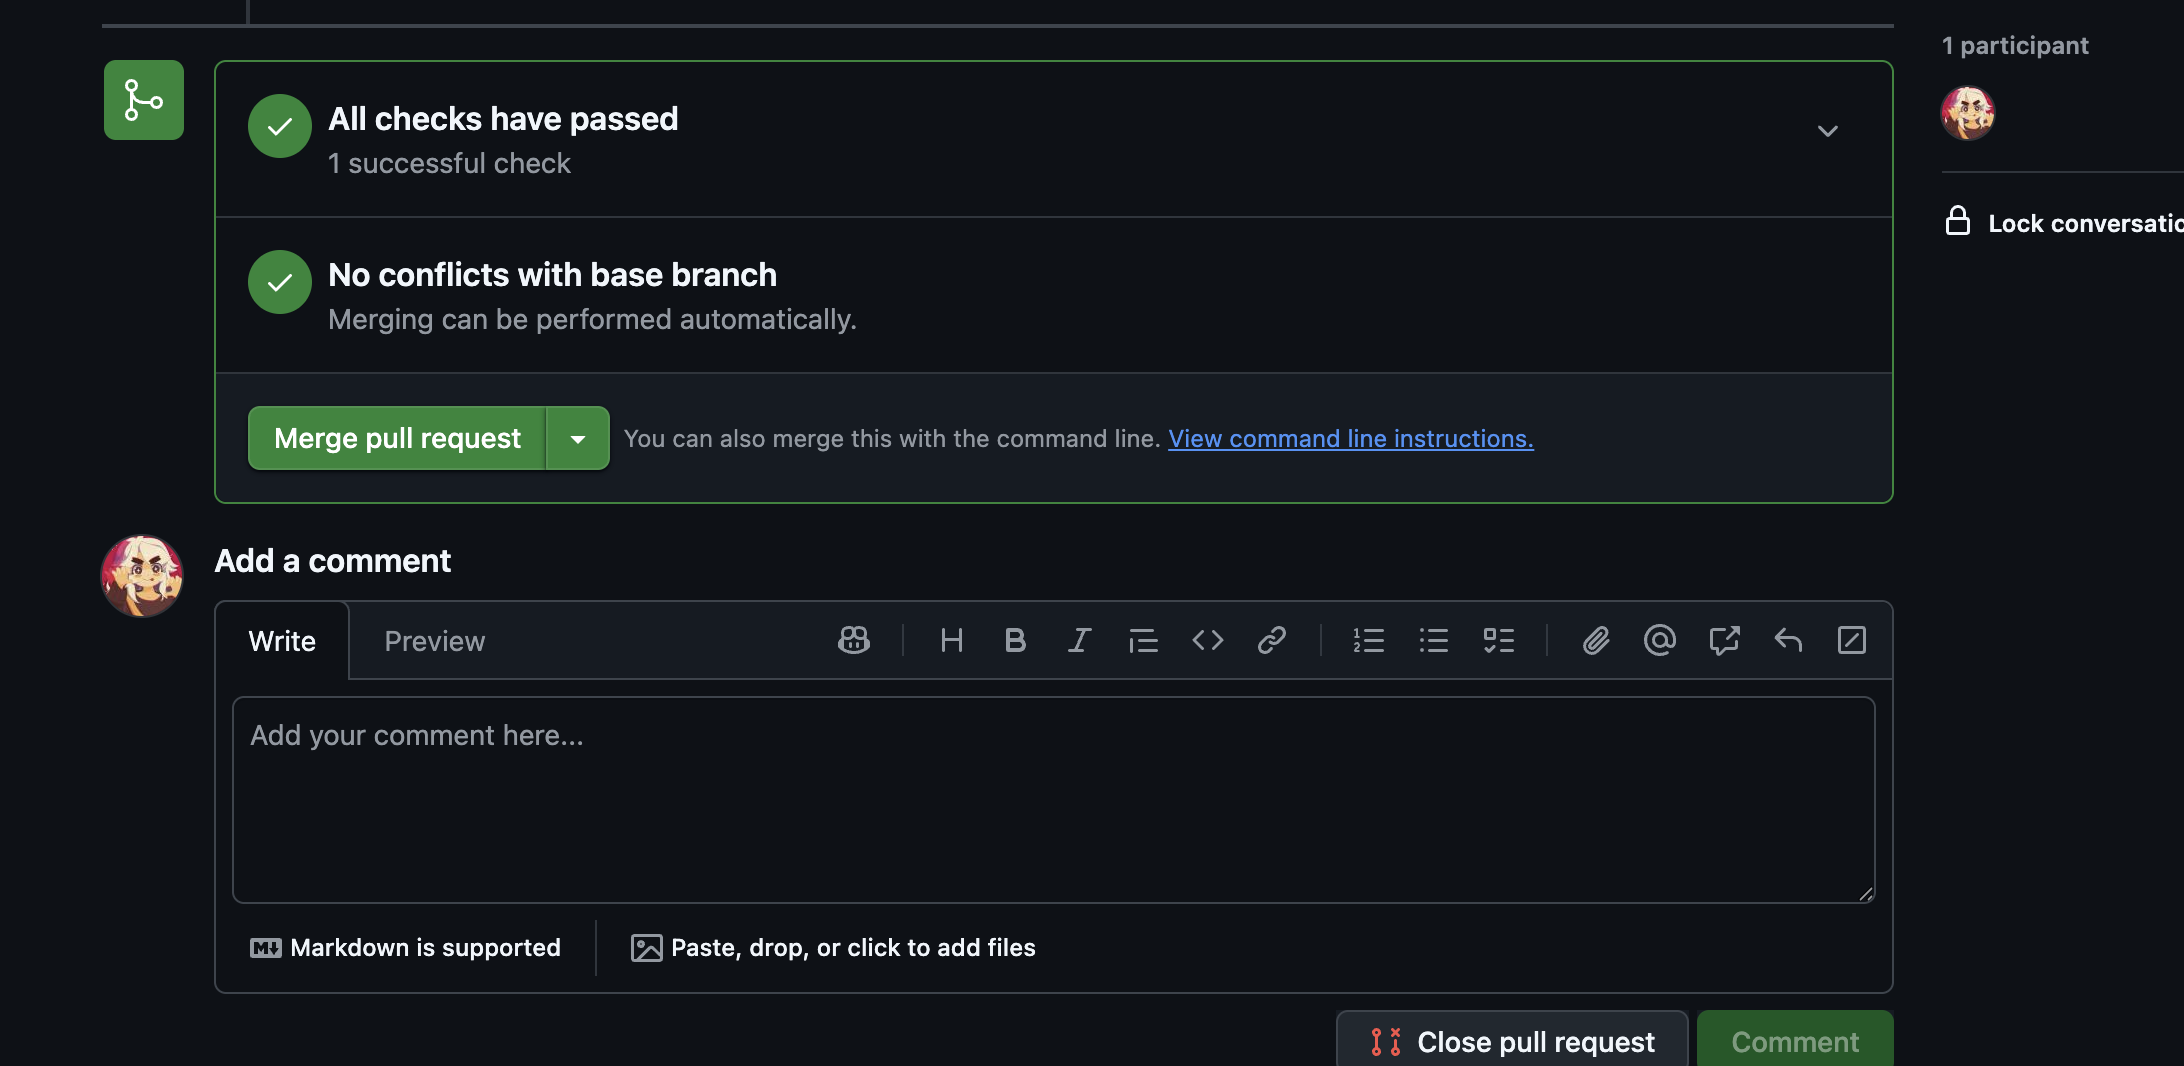 1 participant
All checks have passed
1 successful check
Lock conversatio
No conflicts with base branch
Merging can be performed automatically.
Merge pull request
You can also merge this with the command line. View command line instructions.
Add a comment
Write
Preview
Add your comment here...
Markdown is supported
Paste, drop, or click to add files
Close pull request
Comment